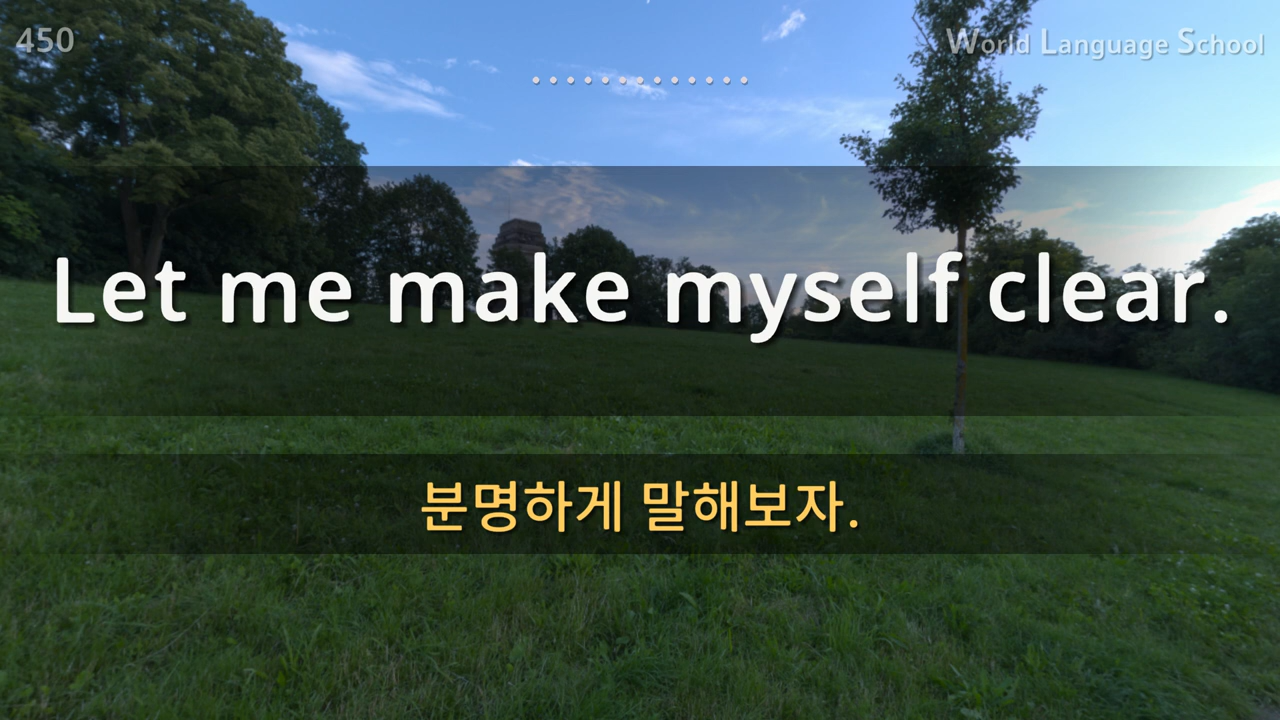 450
World Language School
Let me make myself clear.
분명하게 말해보자.